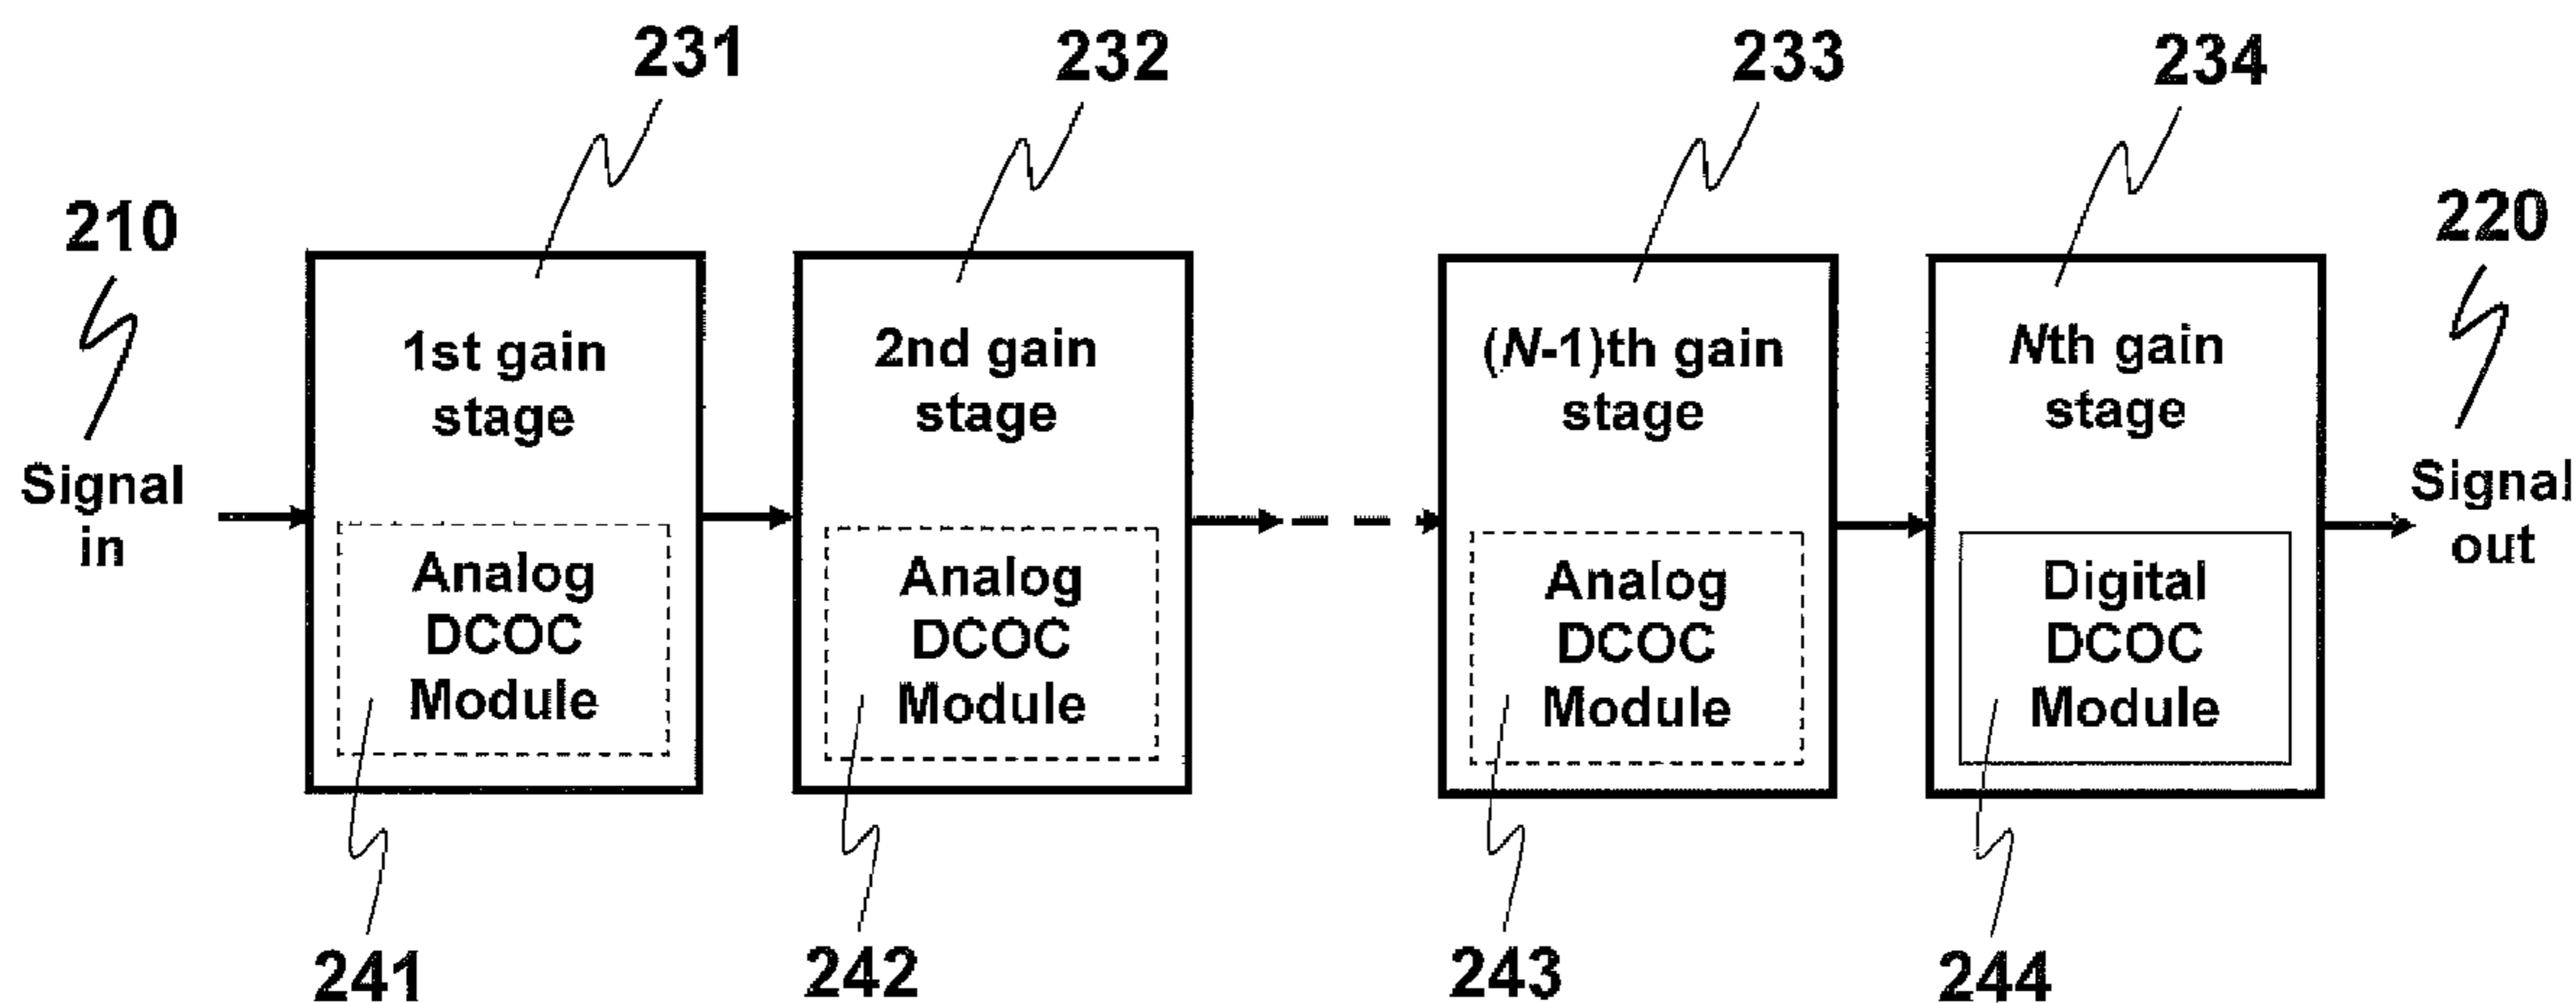 231
232
233
234
210
220
Signal
in
1st gain
stage
Analog
DCOC
Module
2nd gain
stage
Analog
DCOC
Module
(N-1)th gain
stage
Analog
DCOC
Module
Nth gain
stage
Digital
DCOC
Module
Signal
out
241
242
243
244